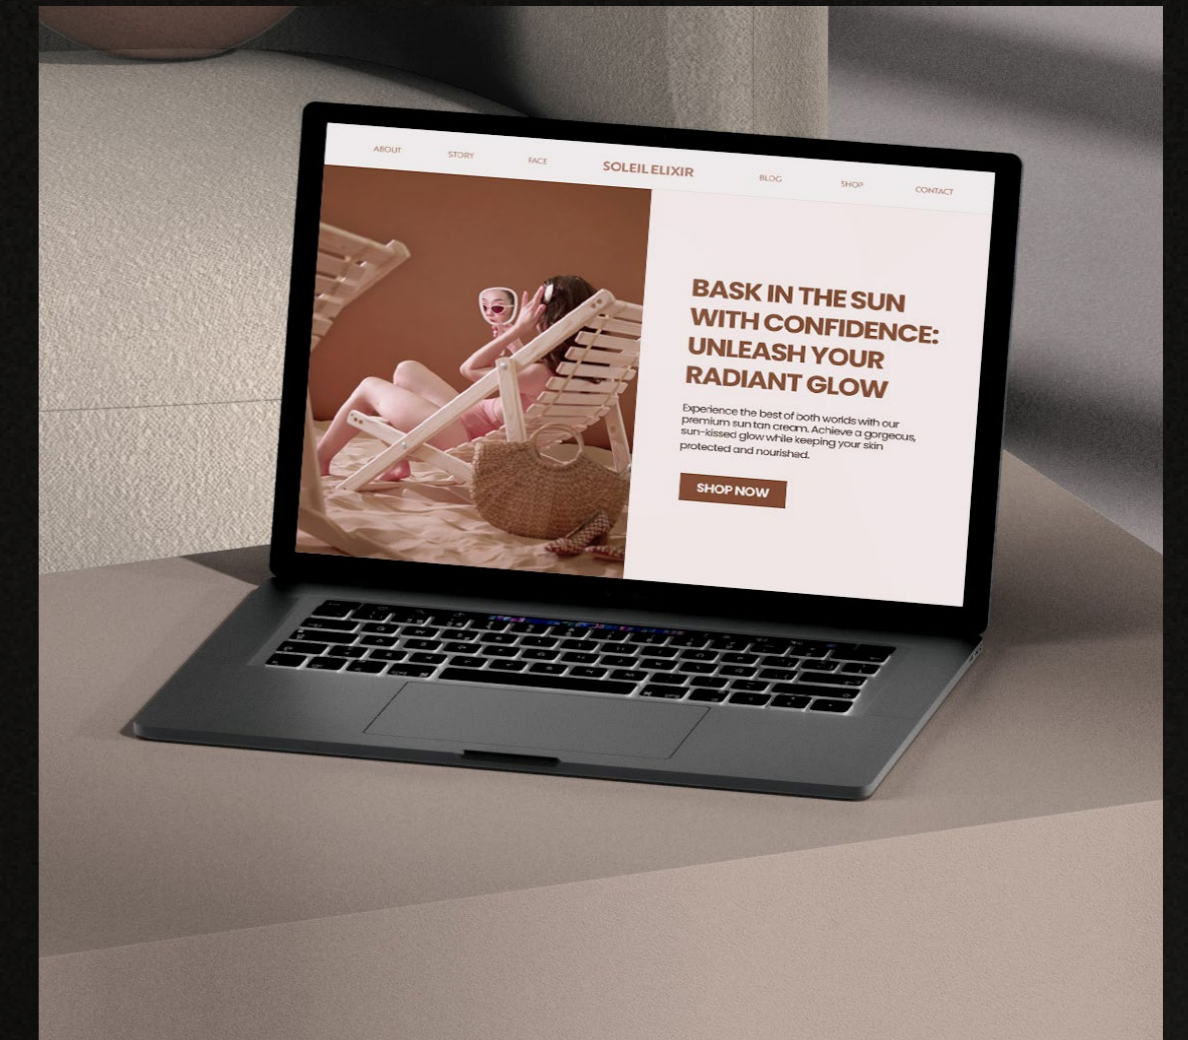 ABOUT STORY FACE SOLEIL ELIXIR BLOG SHOP CONTACT
BASK IN THE SUN
WITH CONFIDENCE:
UNLEASH YOUR
RADIANT GLOW
Experience the best of both worlds with our
premium sun tan cream. Achieve a gorgeous,
sun-kissed glow while keeping your skin
protected and nourished.
SHOP NOW